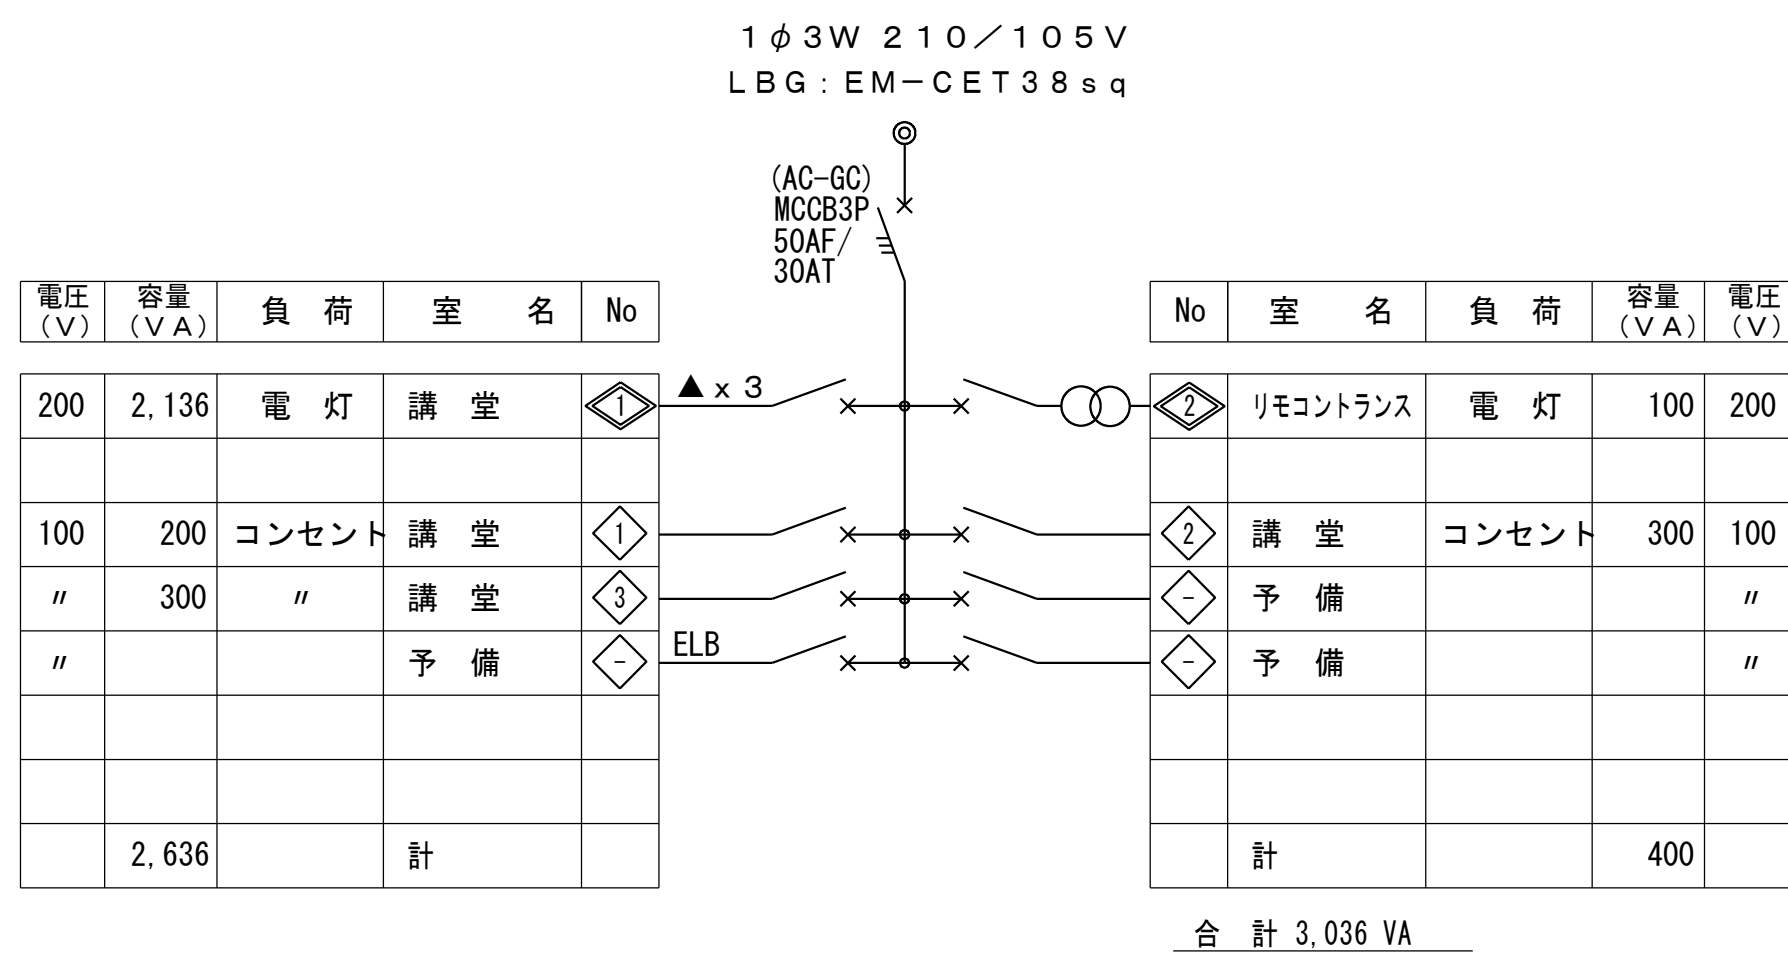 1φ3W 210／105V
LBG：EM－CET38sq
(AC-GC)
MCCB3P
50AF/
30AT
電圧(V) 容量(VA) 負荷 室名 No
200 2,136 電灯 講堂 1
100 200 コンセント 講堂 1
〃 300 〃 講堂 3
〃 予備 -
2,636 計
▲ x 3
ELB
No 室名 負荷 容量(VA) 電圧(V)
2 リモコントランス 電灯 100 200
2 講堂 コンセント 300 100
- 予備 〃
- 予備 〃
計 400
合計 3,036 VA